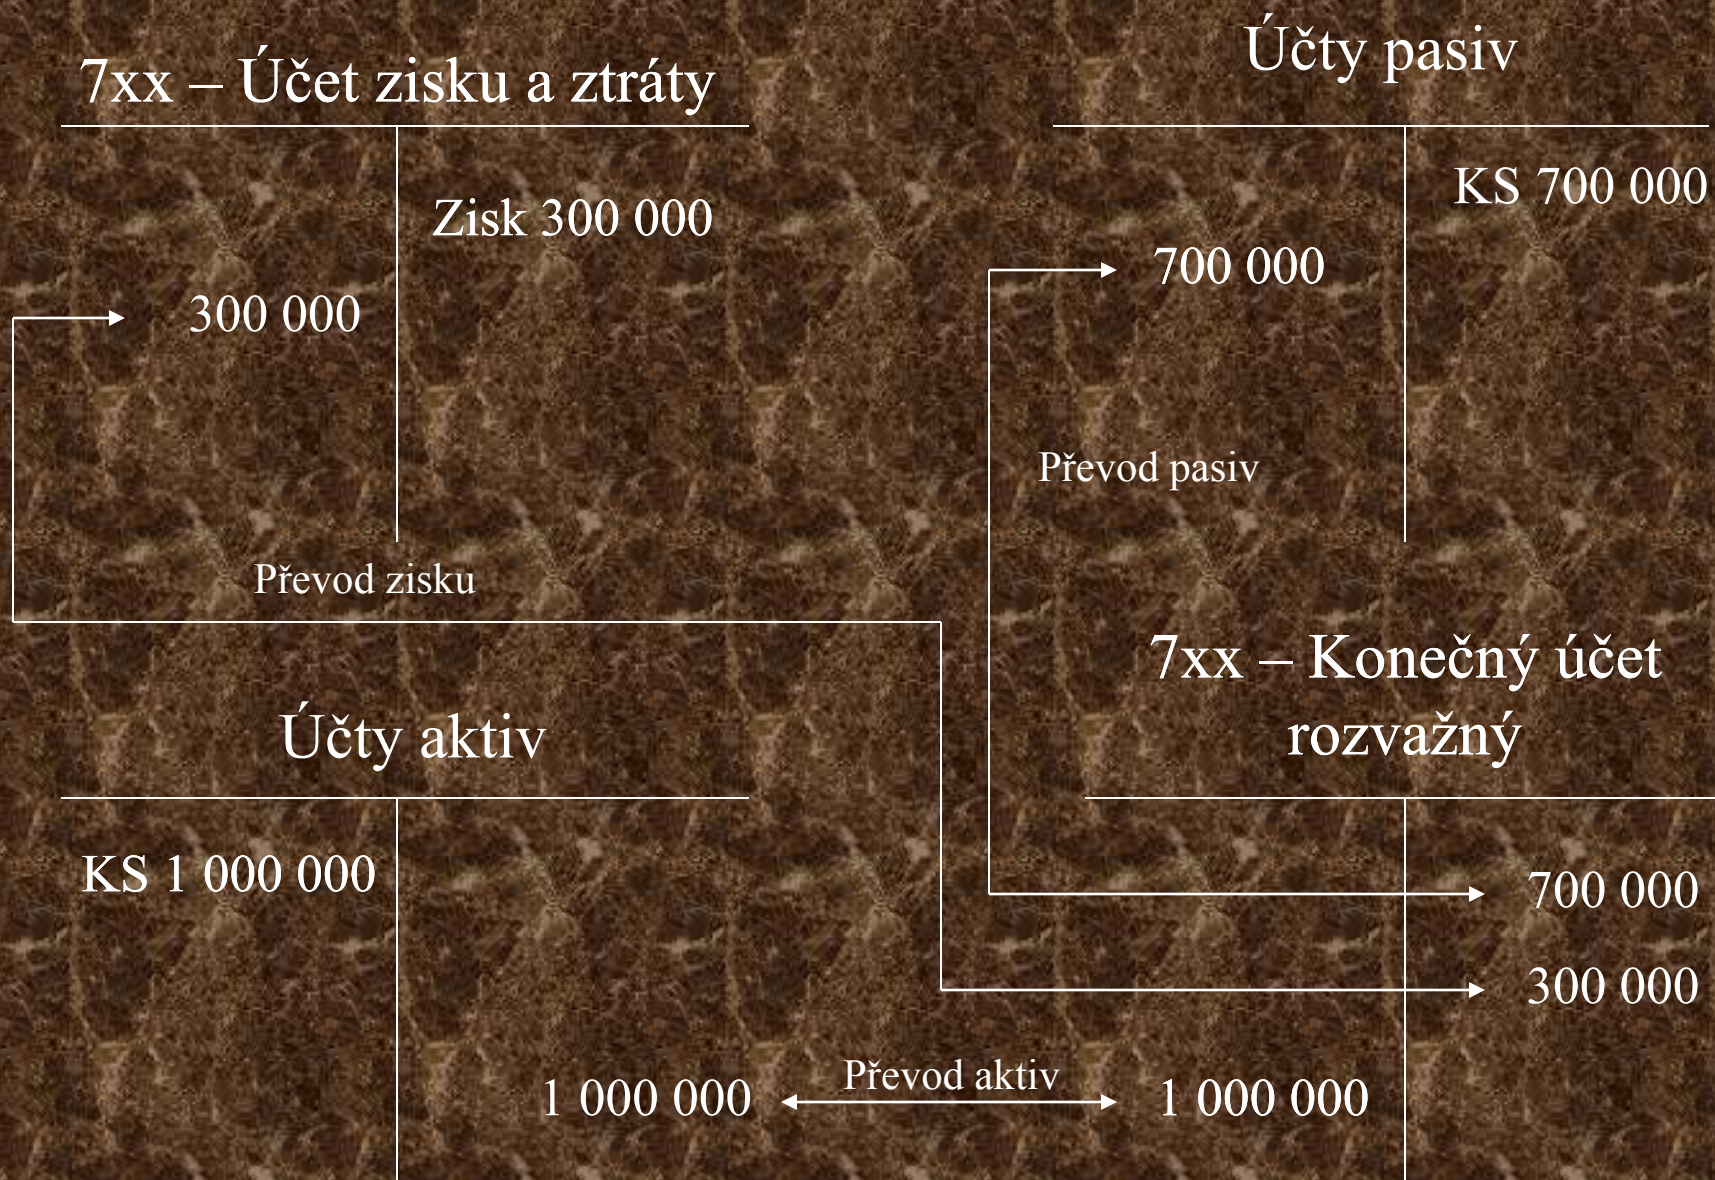 7xx – Účet zisku a ztráty
Zisk 300 000
300 000
Převod zisku
Účty pasiv
KS 700 000
700 000
Převod pasiv
Účty aktiv
KS 1 000 000
1 000 000
Převod aktiv
7xx – Konečný účet
rozvažný
700 000
300 000
1 000 000